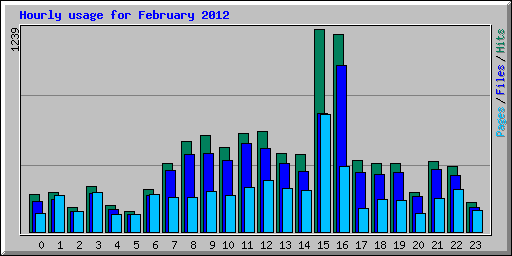 Hourly usage for February 2012
1239
Pages / Files / Hits
0 1 2 3 4 5 6 7 8 9 10 11 12 13 14 15 16 17 18 19 20 21 22 23